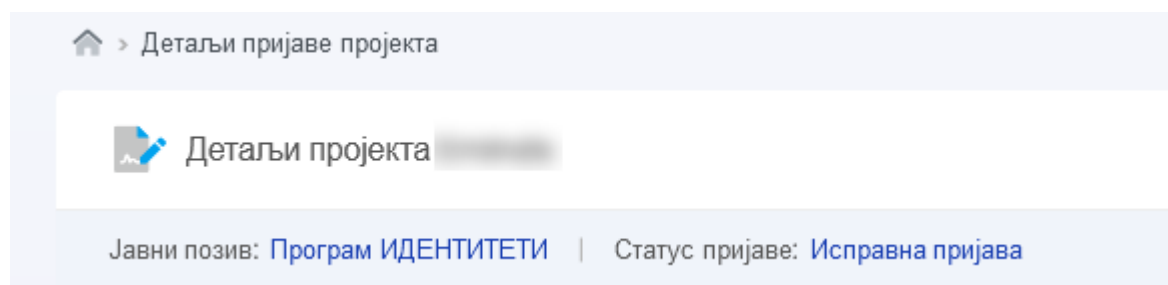 > Детаљи пријаве пројекта
Детаљи пројекта
Јавни позив: Програм ИДЕНТИТЕТИ | Статус пријаве: Исправна пријава